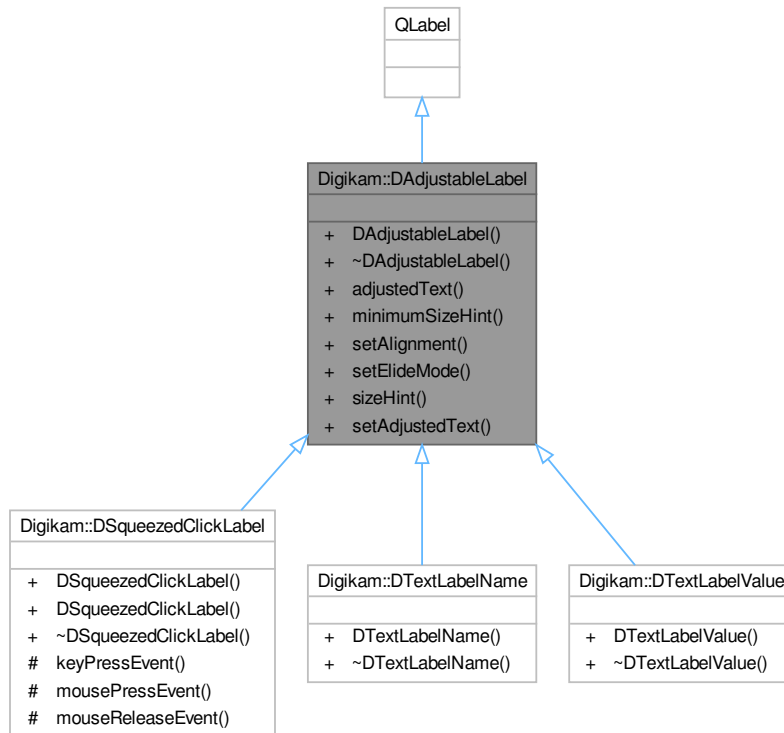 QLabel
Digikam::DAdjustableLabel
+ DAdjustableLabel()
+ ~DAdjustableLabel()
+ adjustedText()
+ minimumSizeHint()
+ setAlignment()
+ setElideMode()
+ sizeHint()
+ setAdjustedText()
Digikam::DSqueezedClickLabel
+ DSqueezedClickLabel()
+ DSqueezedClickLabel()
+ ~DSqueezedClickLabel()
# keyPressEvent()
# mousePressEvent()
# mouseReleaseEvent()
Digikam::DTextLabelName
+ DTextLabelName()
+ ~DTextLabelName()
Digikam::DTextLabelValue
+ DTextLabelValue()
+ ~DTextLabelValue()